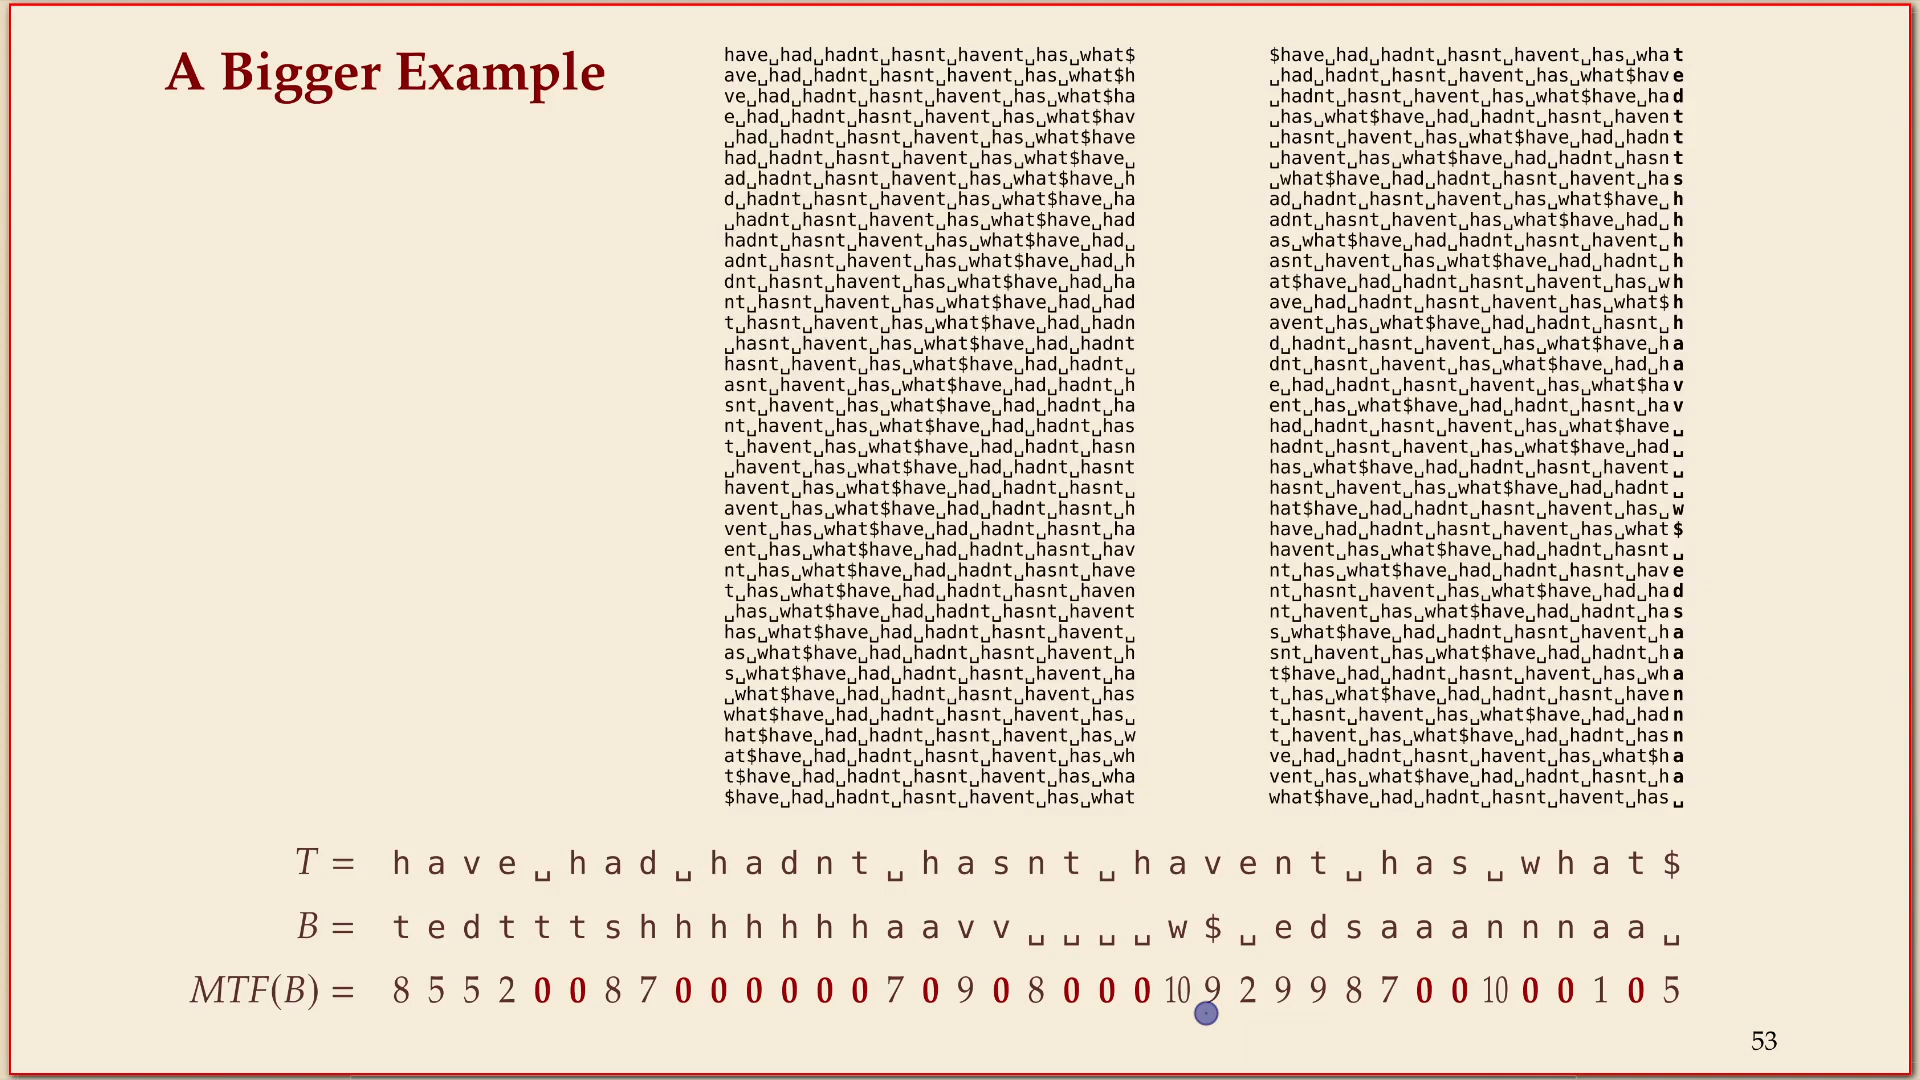 A Bigger Example
have␣had␣hadnt␣hasnt␣havent␣has␣what$
ave␣had␣hadnt␣hasnt␣havent␣has␣what$h
ve␣had␣hadnt␣hasnt␣havent␣has␣what$ha
e␣had␣hadnt␣hasnt␣havent␣has␣what$hav
␣had␣hadnt␣hasnt␣havent␣has␣what$have
had␣hadnt␣hasnt␣havent␣has␣what$have␣
ad␣hadnt␣hasnt␣havent␣has␣what$have␣h
d␣hadnt␣hasnt␣havent␣has␣what$have␣ha
␣hadnt␣hasnt␣havent␣has␣what$have␣had
hadnt␣hasnt␣havent␣has␣what$have␣had␣
adnt␣hasnt␣havent␣has␣what$have␣had␣h
dnt␣hasnt␣havent␣has␣what$have␣had␣ha
nt␣hasnt␣havent␣has␣what$have␣had␣had
t␣hasnt␣havent␣has␣what$have␣had␣hadn
␣hasnt␣havent␣has␣what$have␣had␣hadnt
hasnt␣havent␣has␣what$have␣had␣hadnt␣
asnt␣havent␣has␣what$have␣had␣hadnt␣h
snt␣havent␣has␣what$have␣had␣hadnt␣ha
nt␣havent␣has␣what$have␣had␣hadnt␣has
t␣havent␣has␣what$have␣had␣hadnt␣hasn
␣havent␣has␣what$have␣had␣hadnt␣hasnt
havent␣has␣what$have␣had␣hadnt␣hasnt␣
avent␣has␣what$have␣had␣hadnt␣hasnt␣h
vent␣has␣what$have␣had␣hadnt␣hasnt␣ha
ent␣has␣what$have␣had␣hadnt␣hasnt␣hav
nt␣has␣what$have␣had␣hadnt␣hasnt␣have
t␣has␣what$have␣had␣hadnt␣hasnt␣haven
␣has␣what$have␣had␣hadnt␣hasnt␣havent
has␣what$have␣had␣hadnt␣hasnt␣havent␣
as␣what$have␣had␣hadnt␣hasnt␣havent␣h
s␣what$have␣had␣hadnt␣hasnt␣havent␣ha
␣what$have␣had␣hadnt␣hasnt␣havent␣has
what$have␣had␣hadnt␣hasnt␣havent␣has␣
hat$have␣had␣hadnt␣hasnt␣havent␣has␣w
at$have␣had␣hadnt␣hasnt␣havent␣has␣wh
t$have␣had␣hadnt␣hasnt␣havent␣has␣wha
$have␣had␣hadnt␣hasnt␣havent␣has␣what
$have␣had␣hadnt␣hasnt␣havent␣has␣what
␣had␣hadnt␣hasnt␣havent␣has␣what$have
␣hadnt␣hasnt␣havent␣has␣what$have␣had
␣has␣what$have␣had␣hadnt␣hasnt␣havent
␣hasnt␣havent␣has␣what$have␣had␣hadnt
␣havent␣has␣what$have␣had␣hadnt␣hasnt
␣what$have␣had␣hadnt␣hasnt␣havent␣has
ad␣hadnt␣hasnt␣havent␣has␣what$have␣h
adnt␣hasnt␣havent␣has␣what$have␣had␣h
as␣what$have␣had␣hadnt␣hasnt␣havent␣h
asnt␣havent␣has␣what$have␣had␣hadnt␣h
at$have␣had␣hadnt␣hasnt␣havent␣has␣wh
ave␣had␣hadnt␣hasnt␣havent␣has␣what$h
avent␣has␣what$have␣had␣hadnt␣hasnt␣h
d␣hadnt␣hasnt␣havent␣has␣what$have␣ha
dnt␣hasnt␣havent␣has␣what$have␣had␣ha
e␣had␣hadnt␣hasnt␣havent␣has␣what$hav
ent␣has␣what$have␣had␣hadnt␣hasnt␣hav
had␣hadnt␣hasnt␣havent␣has␣what$have␣
hadnt␣hasnt␣havent␣has␣what$have␣had␣
has␣what$have␣had␣hadnt␣hasnt␣havent␣
hasnt␣havent␣has␣what$have␣had␣hadnt␣
hat$have␣had␣hadnt␣hasnt␣havent␣has␣w
have␣had␣hadnt␣hasnt␣havent␣has␣what$
havent␣has␣what$have␣had␣hadnt␣hasnt␣
nt␣has␣what$have␣had␣hadnt␣hasnt␣have
nt␣hasnt␣havent␣has␣what$have␣had␣had
nt␣havent␣has␣what$have␣had␣hadnt␣has
s␣what$have␣had␣hadnt␣hasnt␣havent␣ha
snt␣havent␣has␣what$have␣had␣hadnt␣ha
t$have␣had␣hadnt␣hasnt␣havent␣has␣wha
t␣has␣what$have␣had␣hadnt␣hasnt␣haven
t␣hasnt␣havent␣has␣what$have␣had␣hadn
t␣havent␣has␣what$have␣had␣hadnt␣hasn
ve␣had␣hadnt␣hasnt␣havent␣has␣what$ha
vent␣has␣what$have␣had␣hadnt␣hasnt␣ha
what$have␣had␣hadnt␣hasnt␣havent␣has␣
T = h a v e ␣ h a d ␣ h a d n t ␣ h a s n t ␣ h a v e n t ␣ h a s ␣ w h a t $
B = t e d t t t s h h h h h h h a a v v ␣ ␣ ␣ ␣ w $ ␣ e d s a a a n n n a a ␣
MTF(B) = 8 5 5 2 0 0 8 7 0 0 0 0 0 0 7 0 9 0 8 0 0 0 10 9 2 9 9 8 7 0 0 10 0 0 1 0 5
53